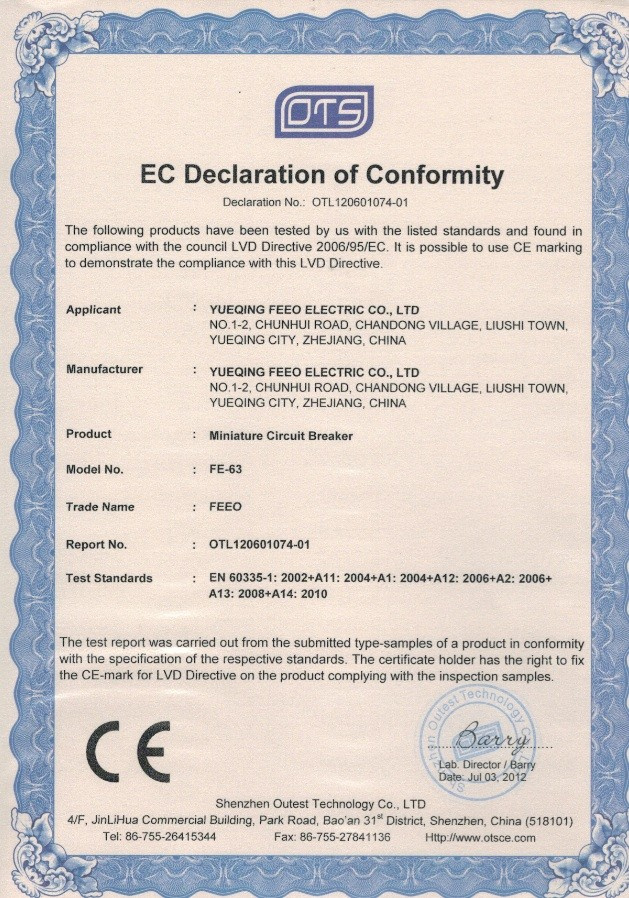 OTS
EC Declaration of Conformity
Declaration No.: OTL120601074-01
The following products have been tested by us with the listed standards and found in
compliance with the council LVD Directive 2006/95/EC. It is possible to use CE marking
to demonstrate the compliance with this LVD Directive.
Applicant : YUEQING FEEO ELECTRIC CO., LTD
NO.1-2, CHUNHUI ROAD, CHANDONG VILLAGE, LIUSHI TOWN,
YUEQING CITY, ZHEJIANG, CHINA
Manufacturer : YUEQING FEEO ELECTRIC CO., LTD
NO.1-2, CHUNHUI ROAD, CHANDONG VILLAGE, LIUSHI TOWN,
YUEQING CITY, ZHEJIANG, CHINA
Product : Miniature Circuit Breaker
Model No. : FE-63
Trade Name : FEEO
Report No. : OTL120601074-01
Test Standards : EN 60335-1: 2002+A11: 2004+A1: 2004+A12: 2006+A2: 2006+
A13: 2008+A14: 2010
The test report was carried out from the submitted type-samples of a product in conformity
with the specification of the respective standards. The certificate holder has the right to fix
the CE-mark for LVD Directive on the product complying with the inspection samples.
CE
Outest Technology
Barry
Lab. Director / Barry
Date: Jul 03, 2012
Shenzhen Outest Technology Co., LTD
4/F, JinLiHua Commercial Building, Park Road, Bao'an 31st District, Shenzhen, China (518101)
Tel: 86-755-26415344 Fax: 86-755-27841136 Http://www.otsce.com